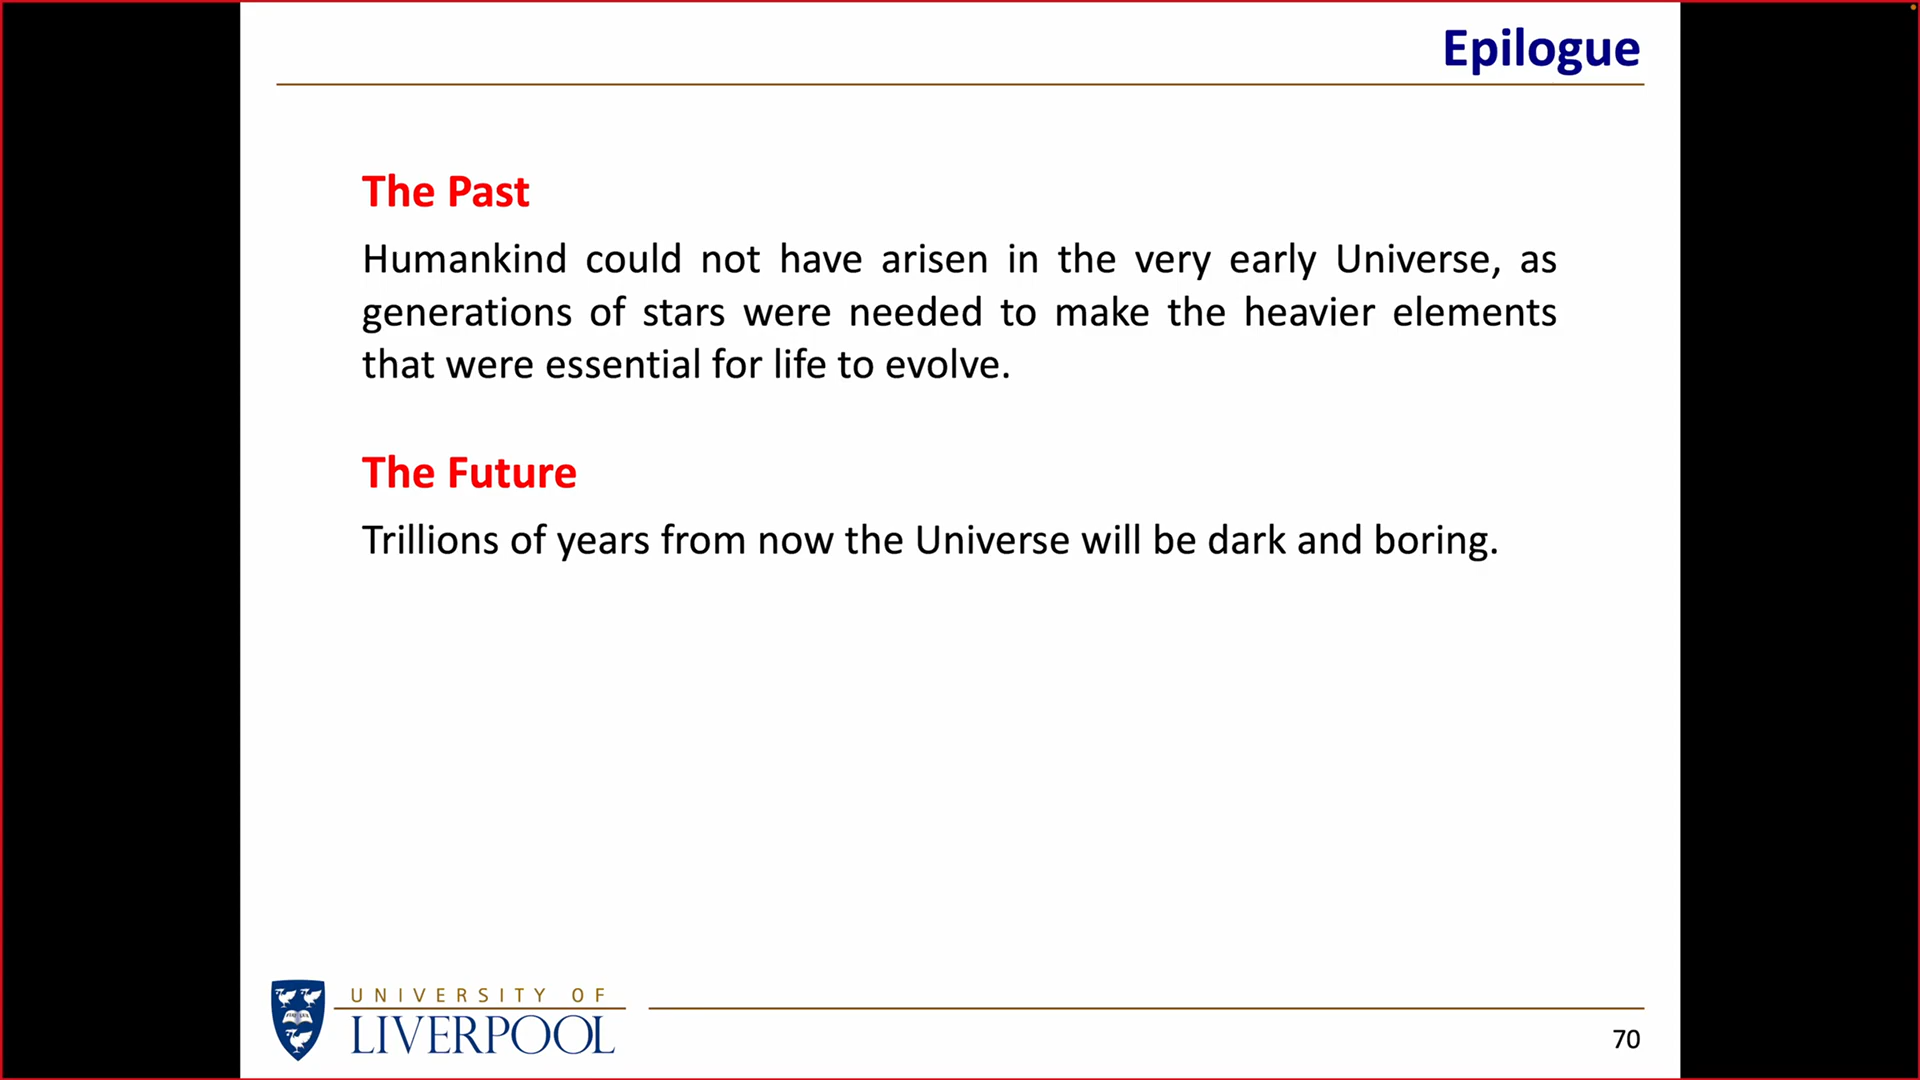 Epilogue
The Past
Humankind could not have arisen in the very early Universe, as
generations of stars were needed to make the heavier elements
that were essential for life to evolve.
The Future
Trillions of years from now the Universe will be dark and boring.
UNIVERSITY OF
LIVERPOOL
70